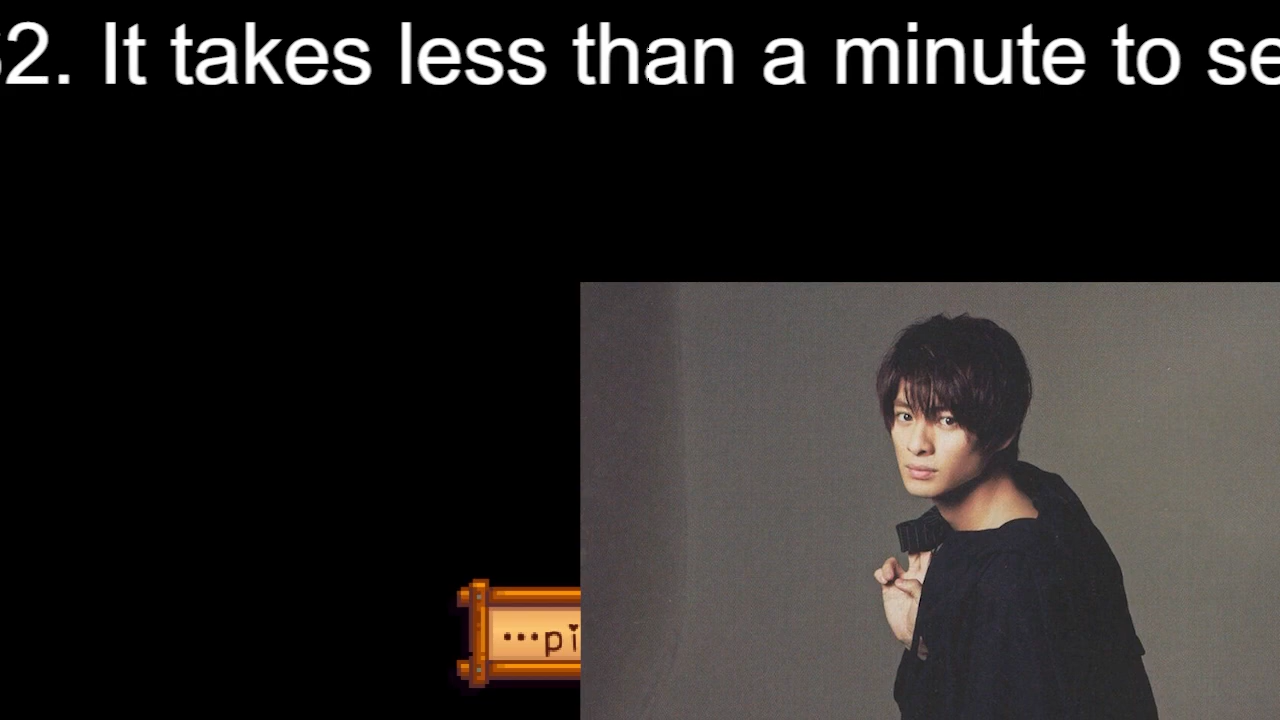 2. It takes less than a minute to se
...pi